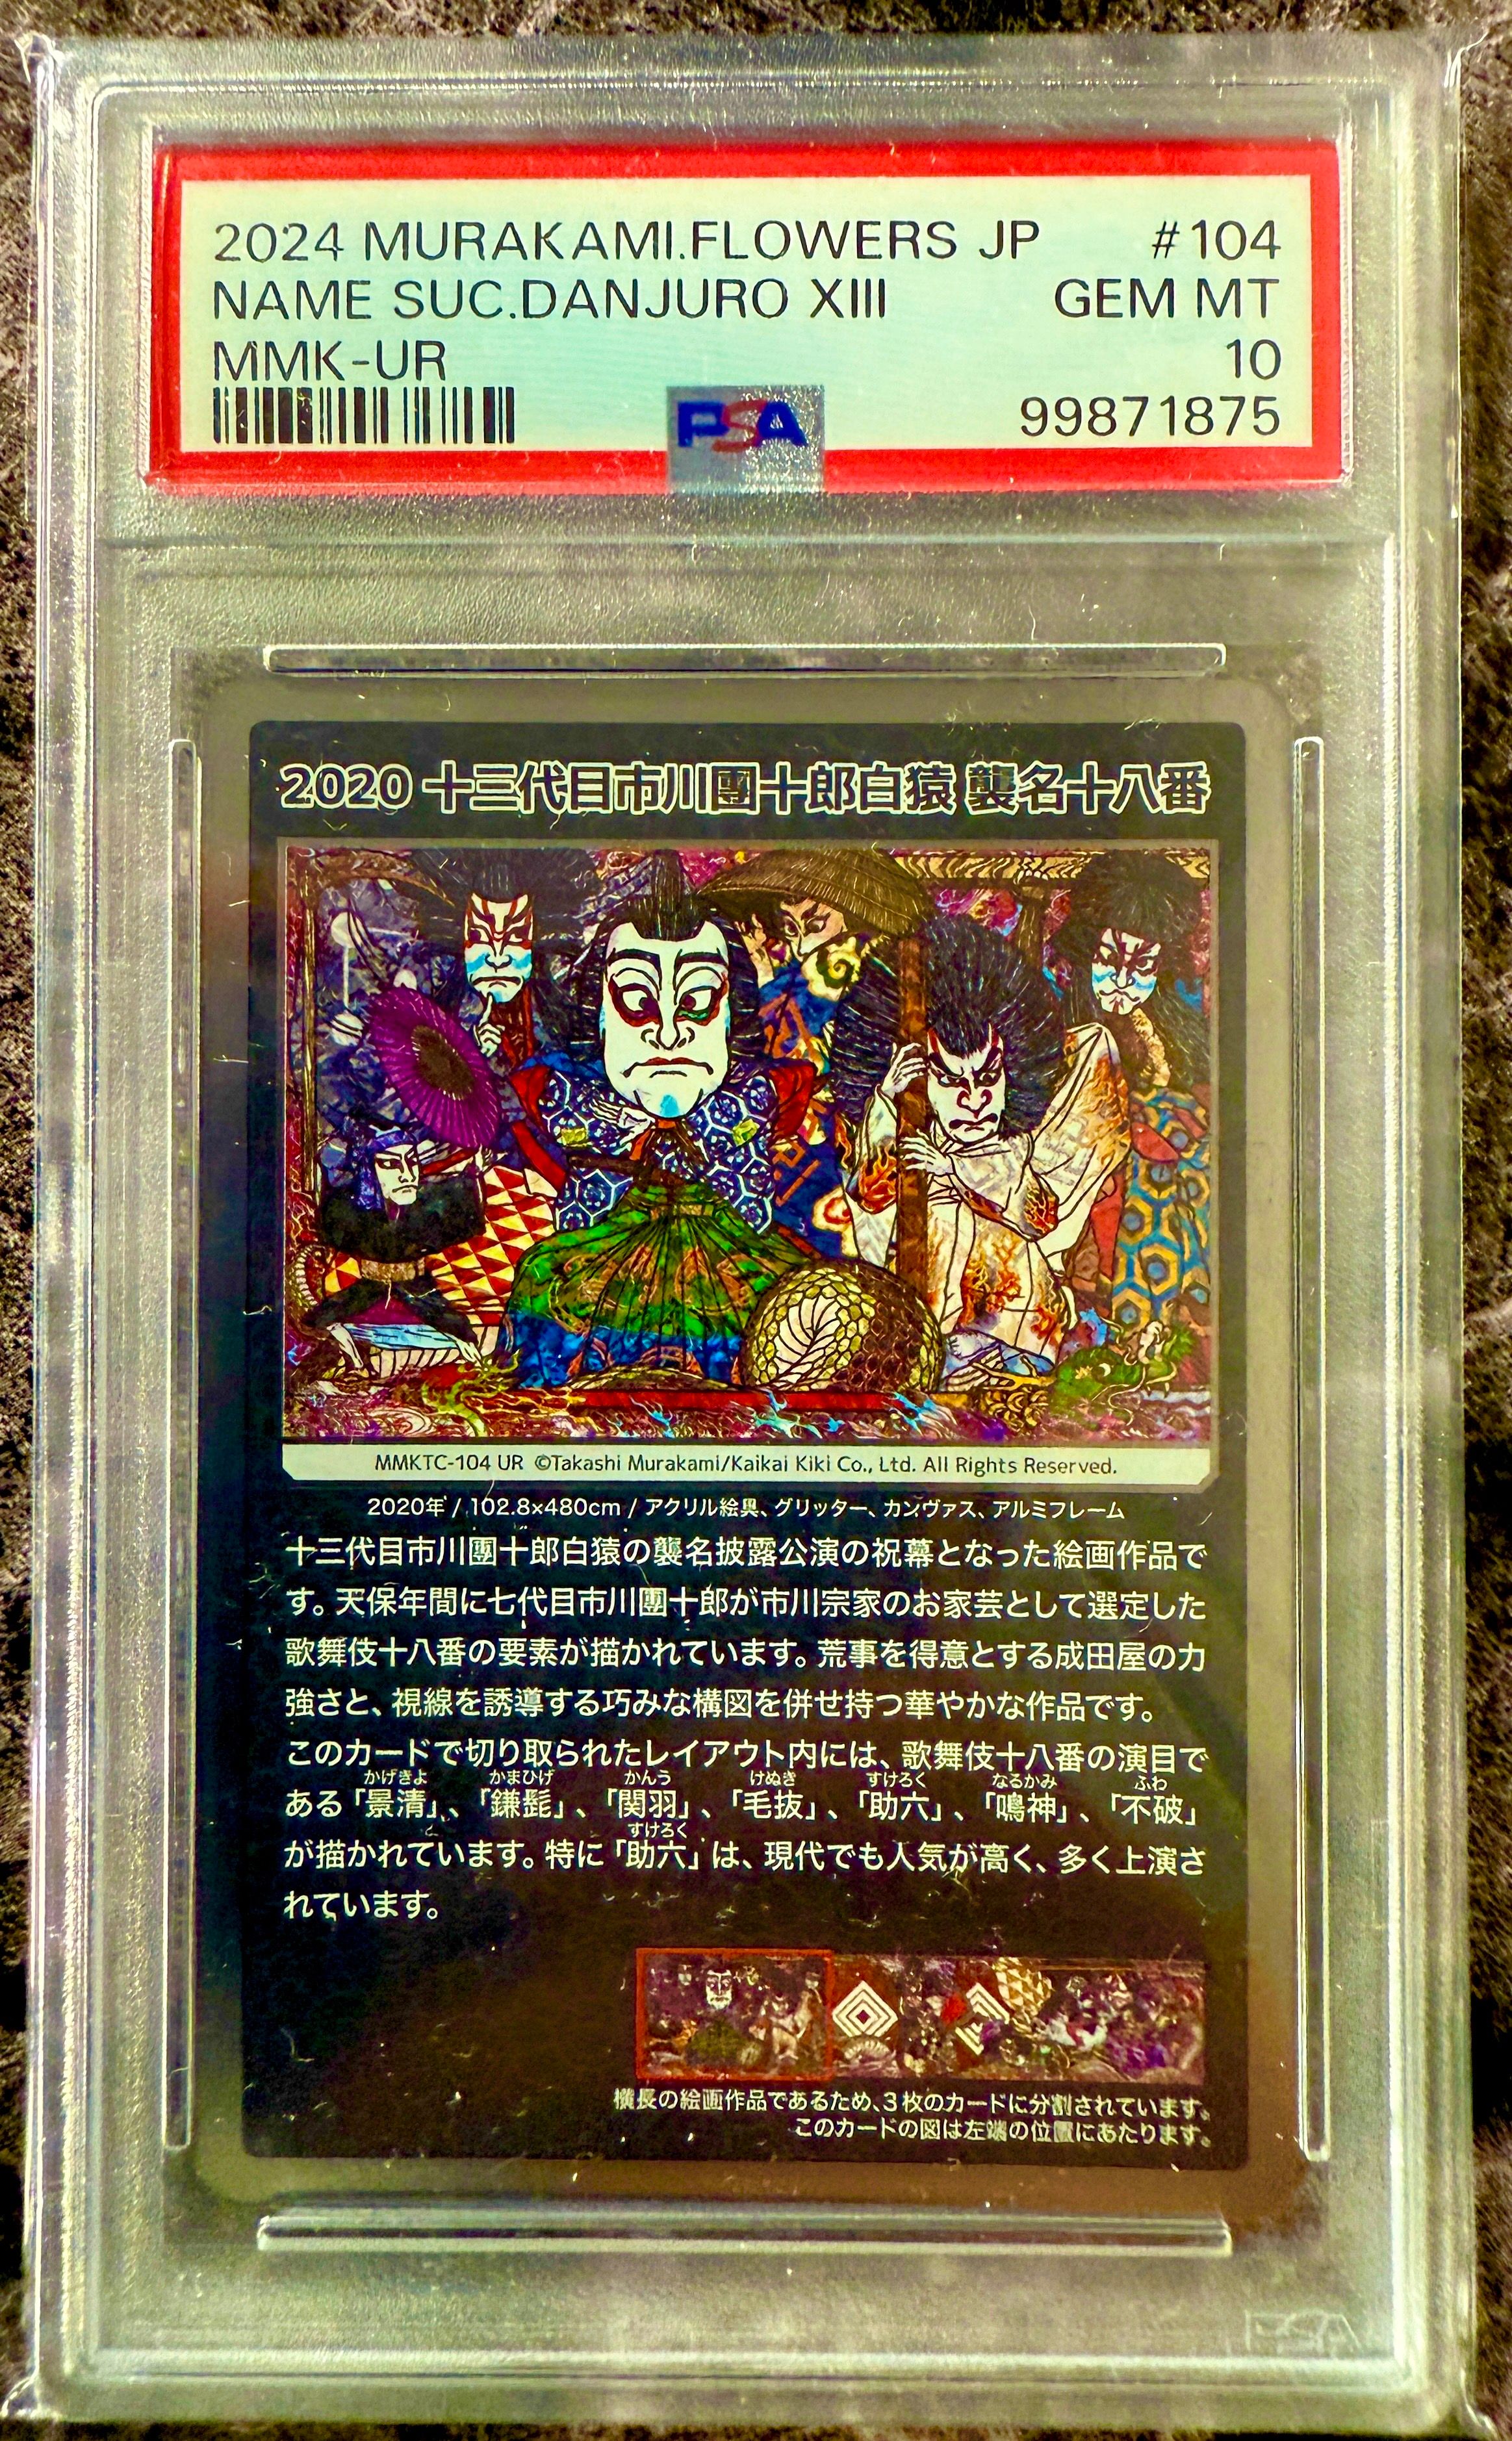 2024 MURAKAMI.FLOWERS JP #104
NAME SUC.DANJURO XIII GEM MT
MMK-UR 10
PSA 99871875
2020 十三代目市川團十郎白猿 襲名十八番
MMKTC-104 UR ©Takashi Murakami/Kaikai Kiki Co., Ltd. All Rights Reserved.
2020年 / 102.8×480cm / アクリル絵具、グリッター、カンヴァス、アルミフレーム
十三代目市川團十郎白猿の襲名披露公演の祝幕となった絵画作品で
す。天保年間に七代目市川團十郎が市川宗家のお家芸として選定した
歌舞伎十八番の要素が描かれています。荒事を得意とする成田屋の力
強さと、視線を誘導する巧みな構図を併せ持つ華やかな作品です。
このカードで切り取られたレイアウト内には、歌舞伎十八番の演目で
かげきよ かまひげ かんう けぬき すけろく なるかみ ふわ
ある「景清」、「鎌髭」、「関羽」、「毛抜」、「助六」、「鳴神」、「不破」
すけろく
が描かれています。特に「助六」は、現代でも人気が高く、多く上演さ
れています。
横長の絵画作品であるため、3枚のカードに分割されています。
このカードの図は左端の位置にあたります。
PSA